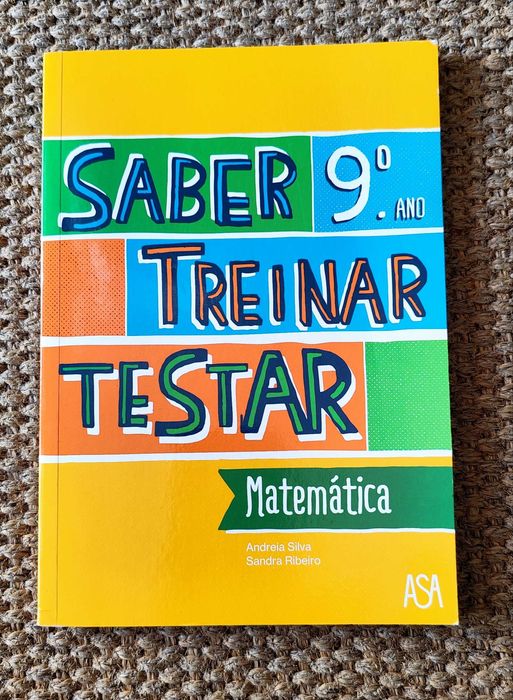 SABER 9.º ANO
TREINAR
TESTAR
Matemática
Andreia Silva
Sandra Ribeiro
ASA